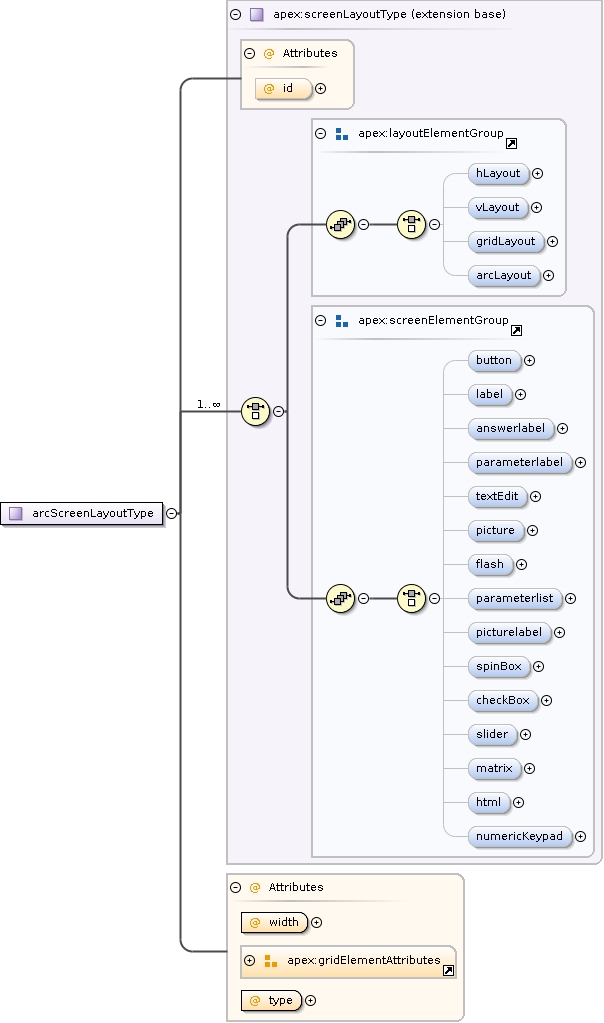 apex:screenLayoutType (extension base)
@ Attributes
@ id
apex:layoutElementGroup
hLayout
vLayout
gridLayout
arcLayout
apex:screenElementGroup
button
label
1..∞
answerlabel
parameterlabel
textEdit
arcScreenLayoutType
picture
flash
parameterlist
picturelabel
spinBox
checkBox
slider
matrix
html
numericKeypad
@ Attributes
@ width
apex:gridElementAttributes
@ type